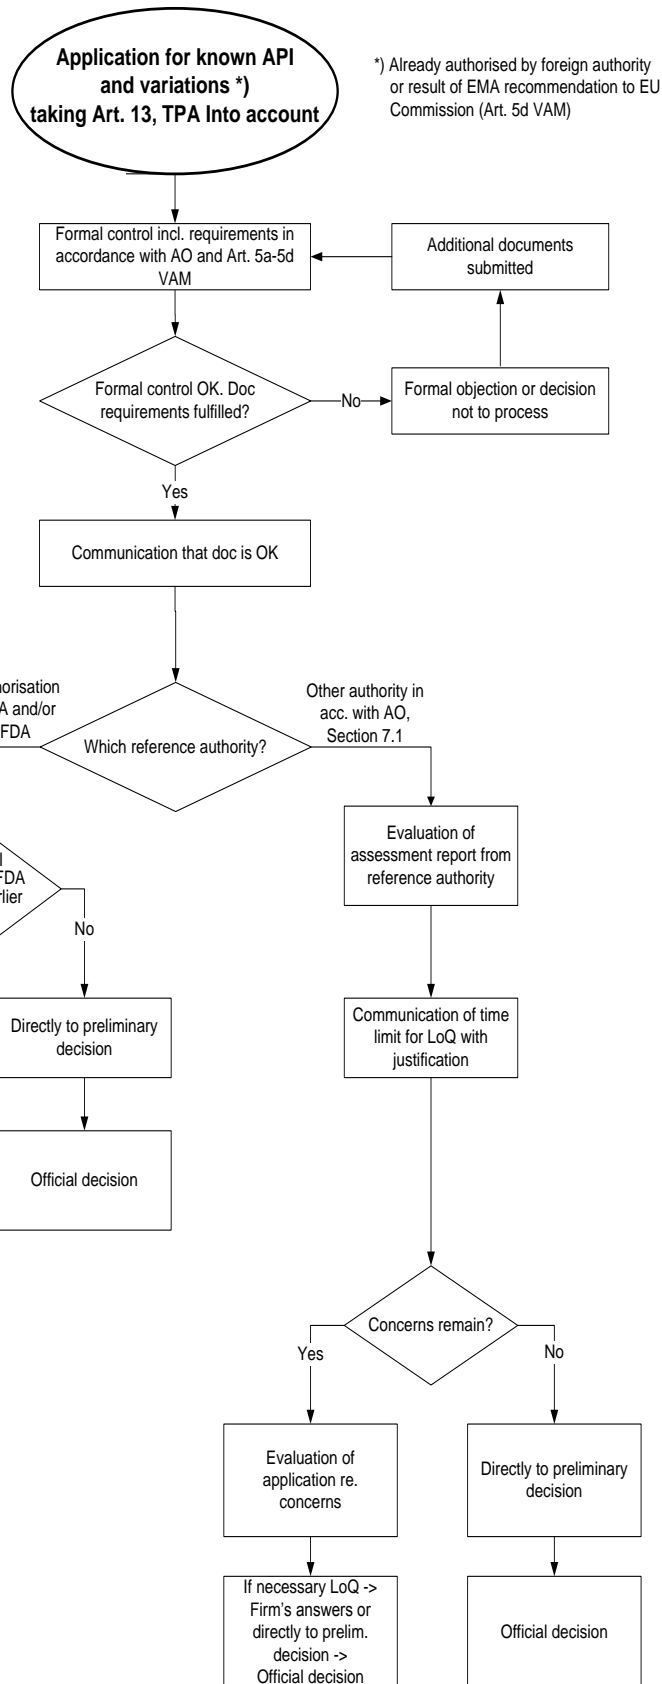 Application for known API
and variations *)
taking Art. 13, TPA Into account
*) Already authorised by foreign authority
or result of EMA recommendation to EU
Commission (Art. 5d VAM)
Formal control incl. requirements in
accordance with AO and Art. 5a-5d
VAM
Additional documents
submitted
Formal control OK. Doc
requirements fulfilled?
No
Formal objection or decision
not to process
Yes
Communication that doc is OK
and/or
FDA
Which reference authority?
Other authority in
acc. with AO,
Section 7.1
Evaluation of
assessment report from
reference authority
FDA
No
Directly to preliminary
decision
Communication of time
limit for LoQ with
justification
Official decision
Concerns remain?
Yes
No
Evaluation of
application re.
concerns
Directly to preliminary
decision
If necessary LoQ ->
Firm's answers or
directly to prelim.
decision ->
Official decision
Official decision